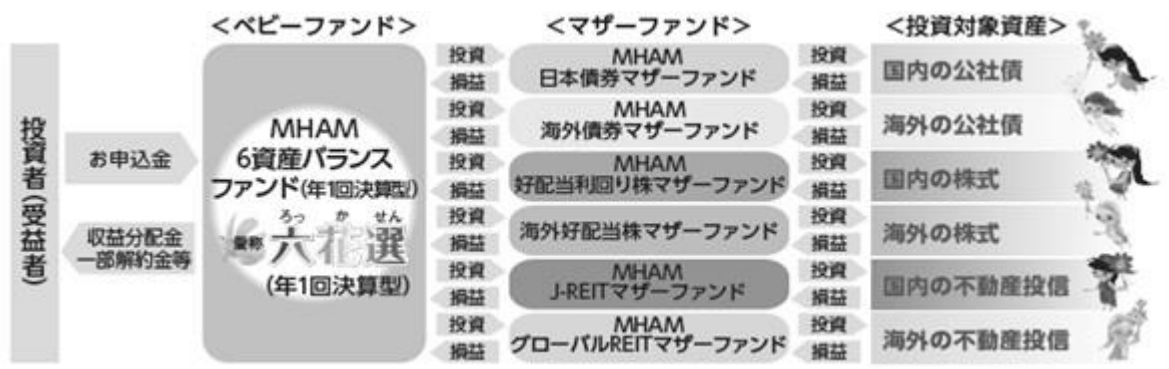 <ベビーファンド>
<マザーファンド>
<投資対象資産>
投資者(受益者)
お申込金
収益分配金
一部解約金等
MHAM
6資産バランス
ファンド(年1回決算型)
ろっ か せん
愛称 六花選
(年1回決算型)
投資
損益
MHAM
日本債券マザーファンド
投資
損益
国内の公社債
投資
損益
MHAM
海外債券マザーファンド
投資
損益
海外の公社債
投資
損益
MHAM
好配当利回り株マザーファンド
投資
損益
国内の株式
投資
損益
海外好配当株マザーファンド
投資
損益
海外の株式
投資
損益
MHAM
J-REITマザーファンド
投資
損益
国内の不動産投信
投資
損益
MHAM
グローバルREITマザーファンド
投資
損益
海外の不動産投信